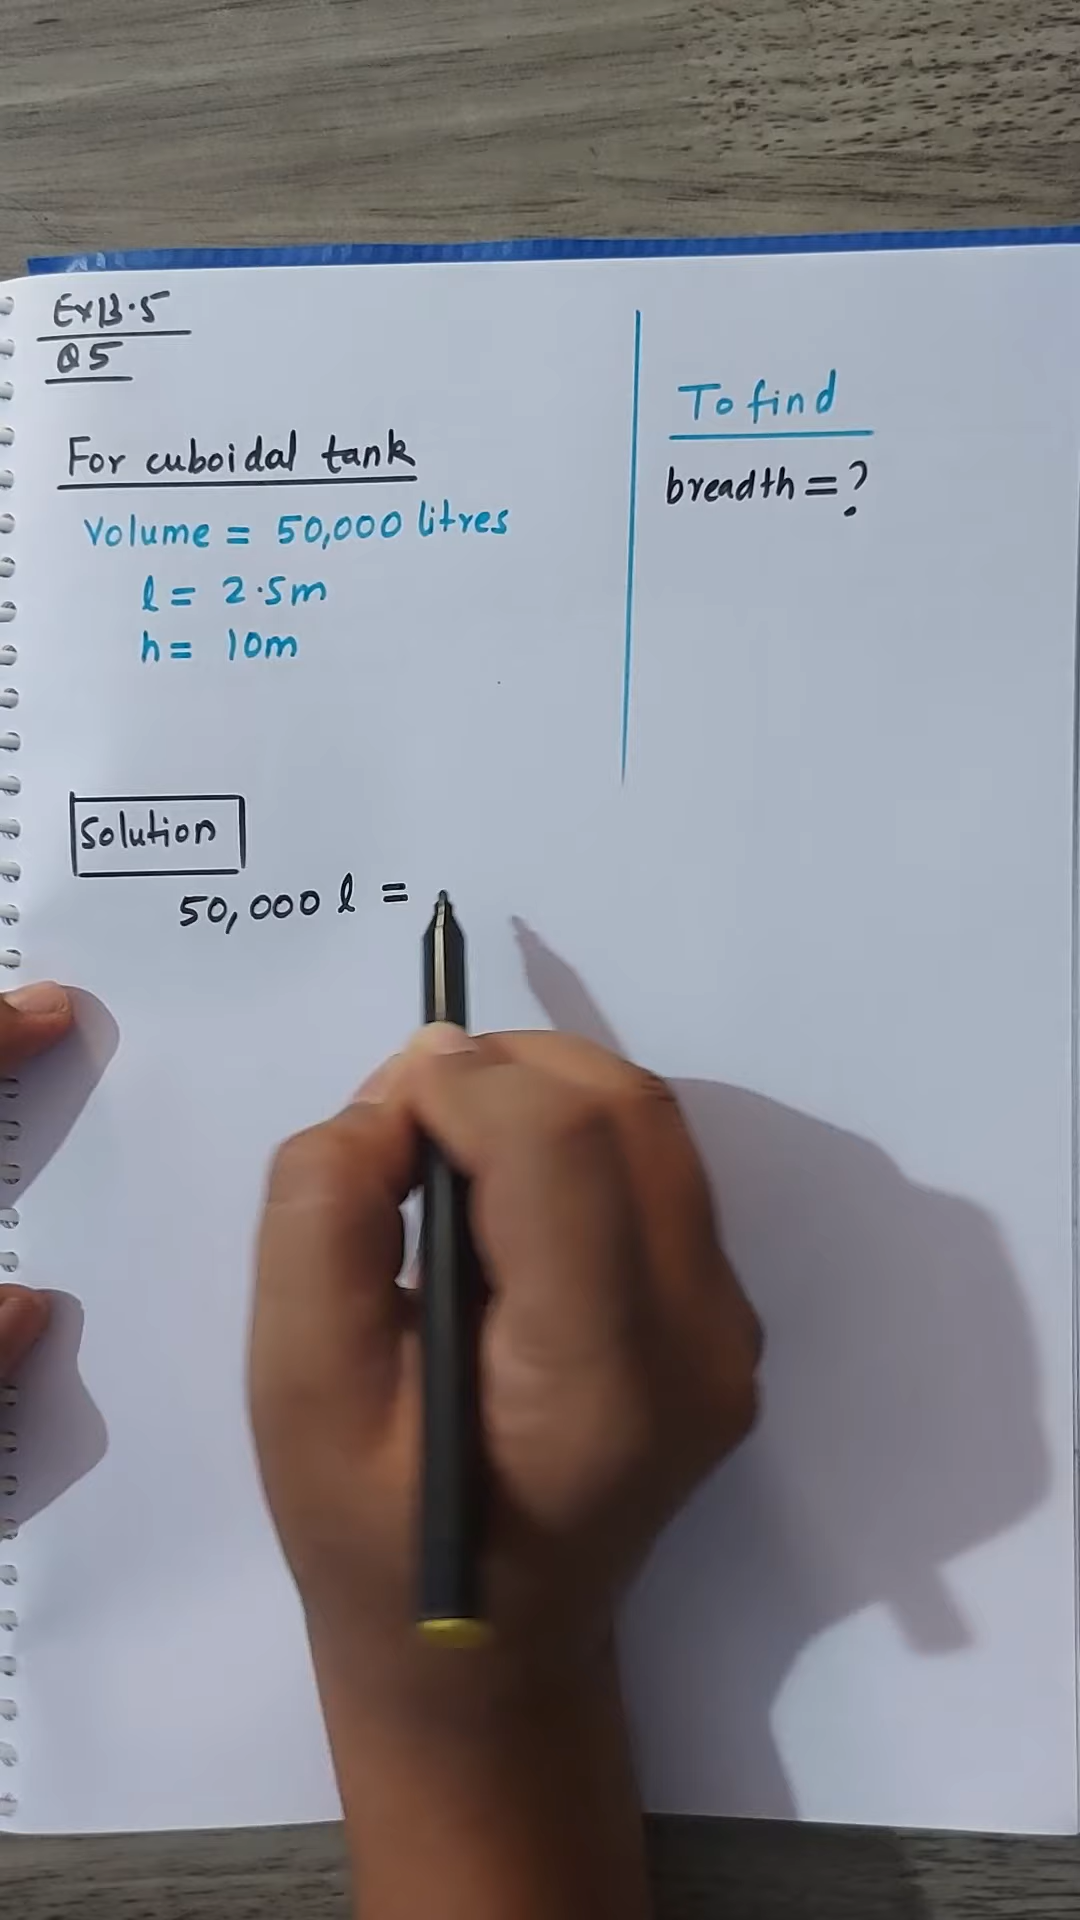 Ex13.5
Q5
For cuboidal tank
Volume = 50,000 litres
l = 2.5m
h = 10m
To find
breadth = ?
Solution
50,000 l =